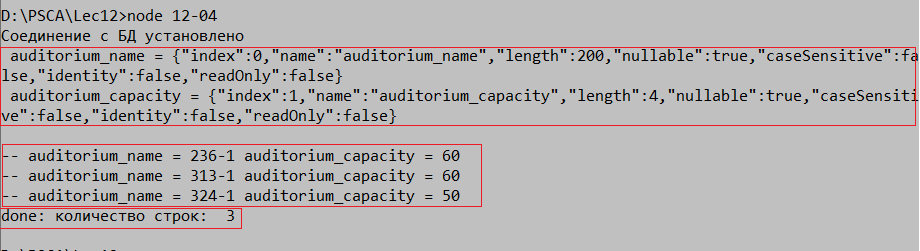 D:\PSCA\Lec12>node 12-04
Соединение с БД установлено
auditorium_name = {"index":0,"name":"auditorium_name","length":200,"nullable":true,"caseSensitive":fa
lse,"identity":false,"readOnly":false}
auditorium_capacity = {"index":1,"name":"auditorium_capacity","length":4,"nullable":true,"caseSensiti
ve":false,"identity":false,"readOnly":false}
-- auditorium_name = 236-1 auditorium_capacity = 60
-- auditorium_name = 313-1 auditorium_capacity = 60
-- auditorium_name = 324-1 auditorium_capacity = 50
done: количество строк:  3